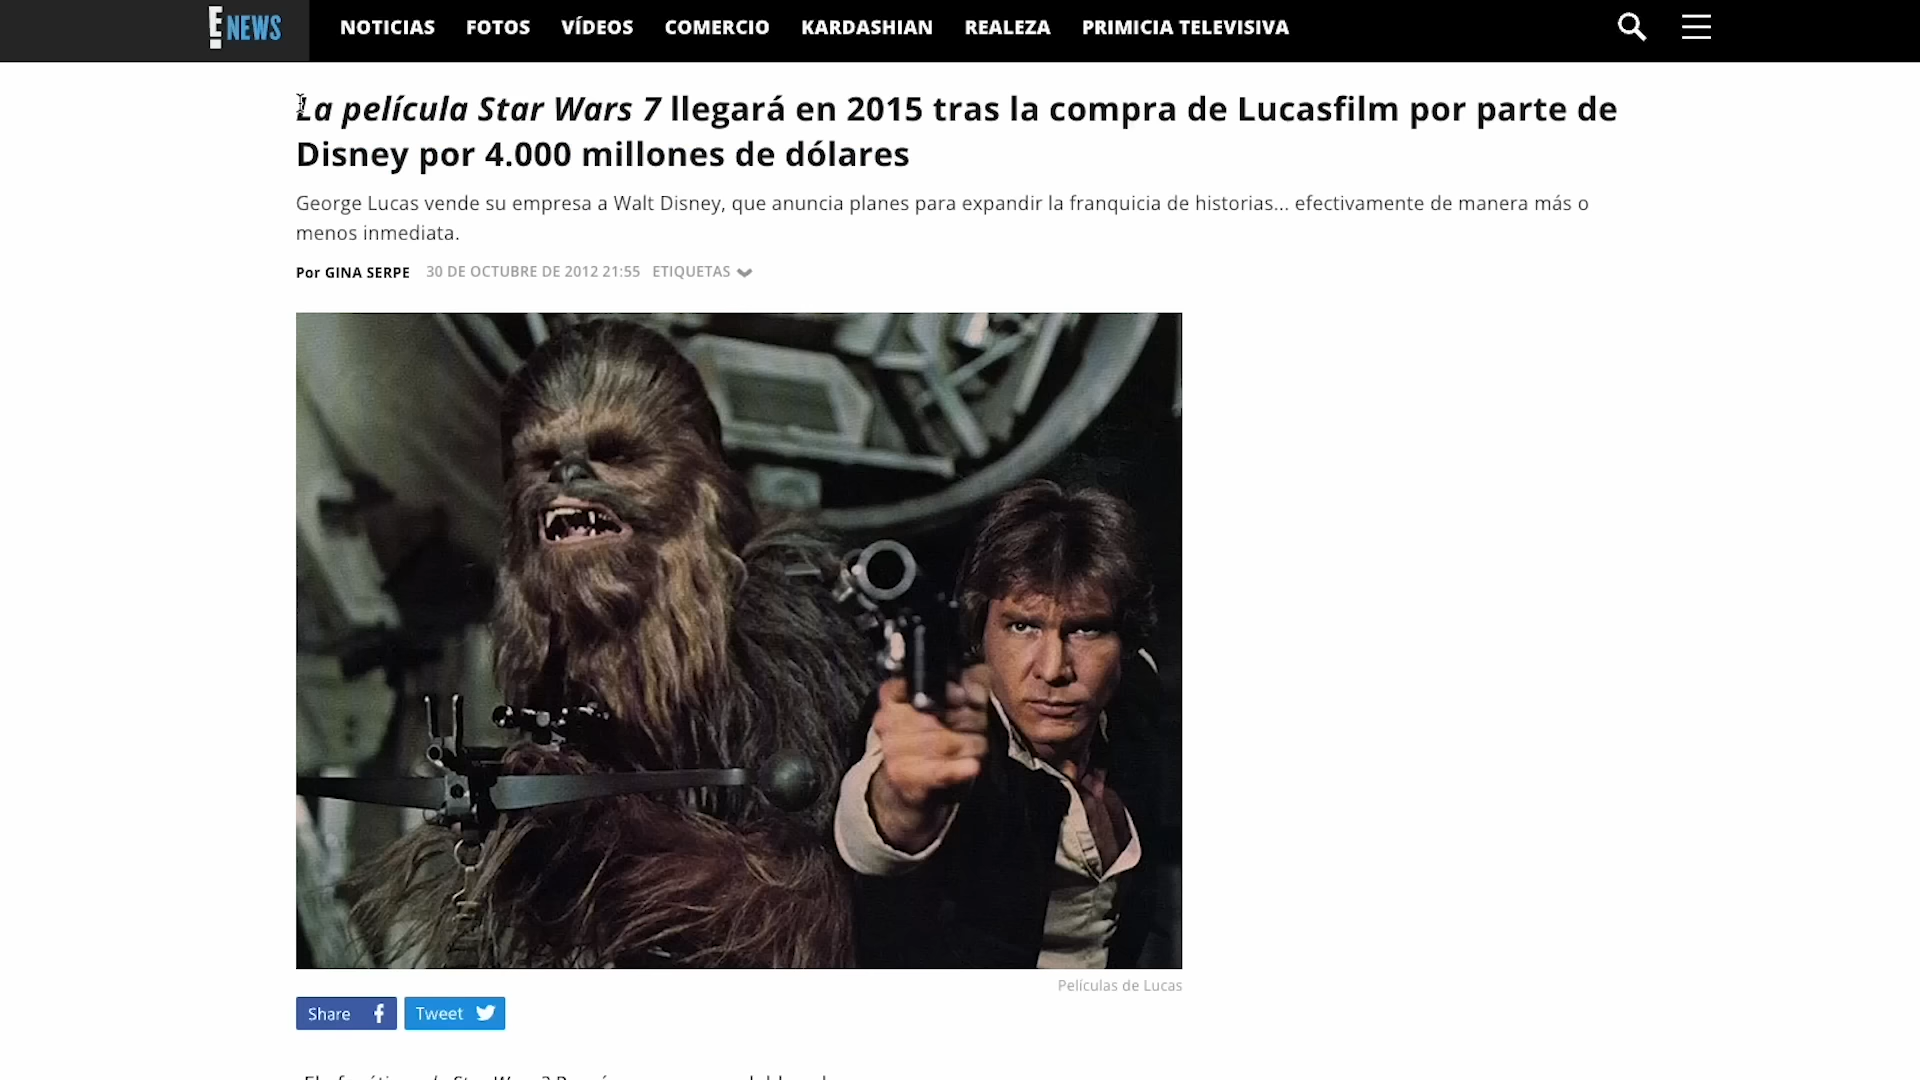 E! NEWS
NOTICIAS FOTOS VÍDEOS COMERCIO KARDASHIAN REALEZA PRIMICIA TELEVISIVA
La película Star Wars 7 llegará en 2015 tras la compra de Lucasfilm por parte de
Disney por 4.000 millones de dólares
George Lucas vende su empresa a Walt Disney, que anuncia planes para expandir la franquicia de historias... efectivamente de manera más o
menos inmediata.
Por GINA SERPE 30 DE OCTUBRE DE 2012 21:55 ETIQUETAS
Películas de Lucas
Share Tweet